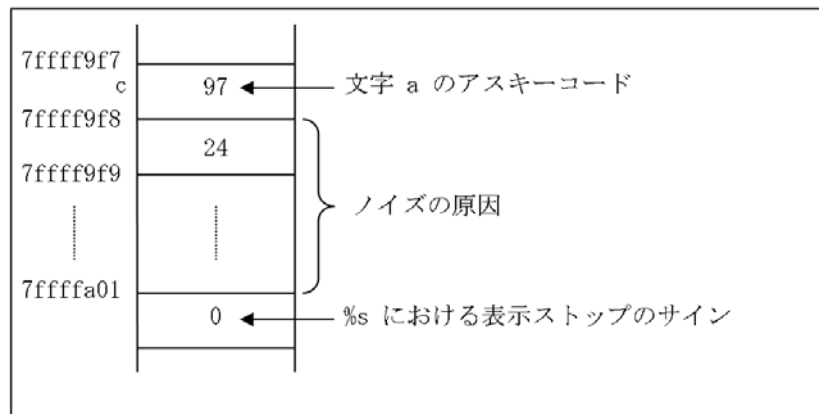 7ffff9f7
c 97 文字 a のアスキーコード
7ffff9f8
24
7ffff9f9
ノイズの原因
7ffffa01
0 %s における表示ストップのサイン